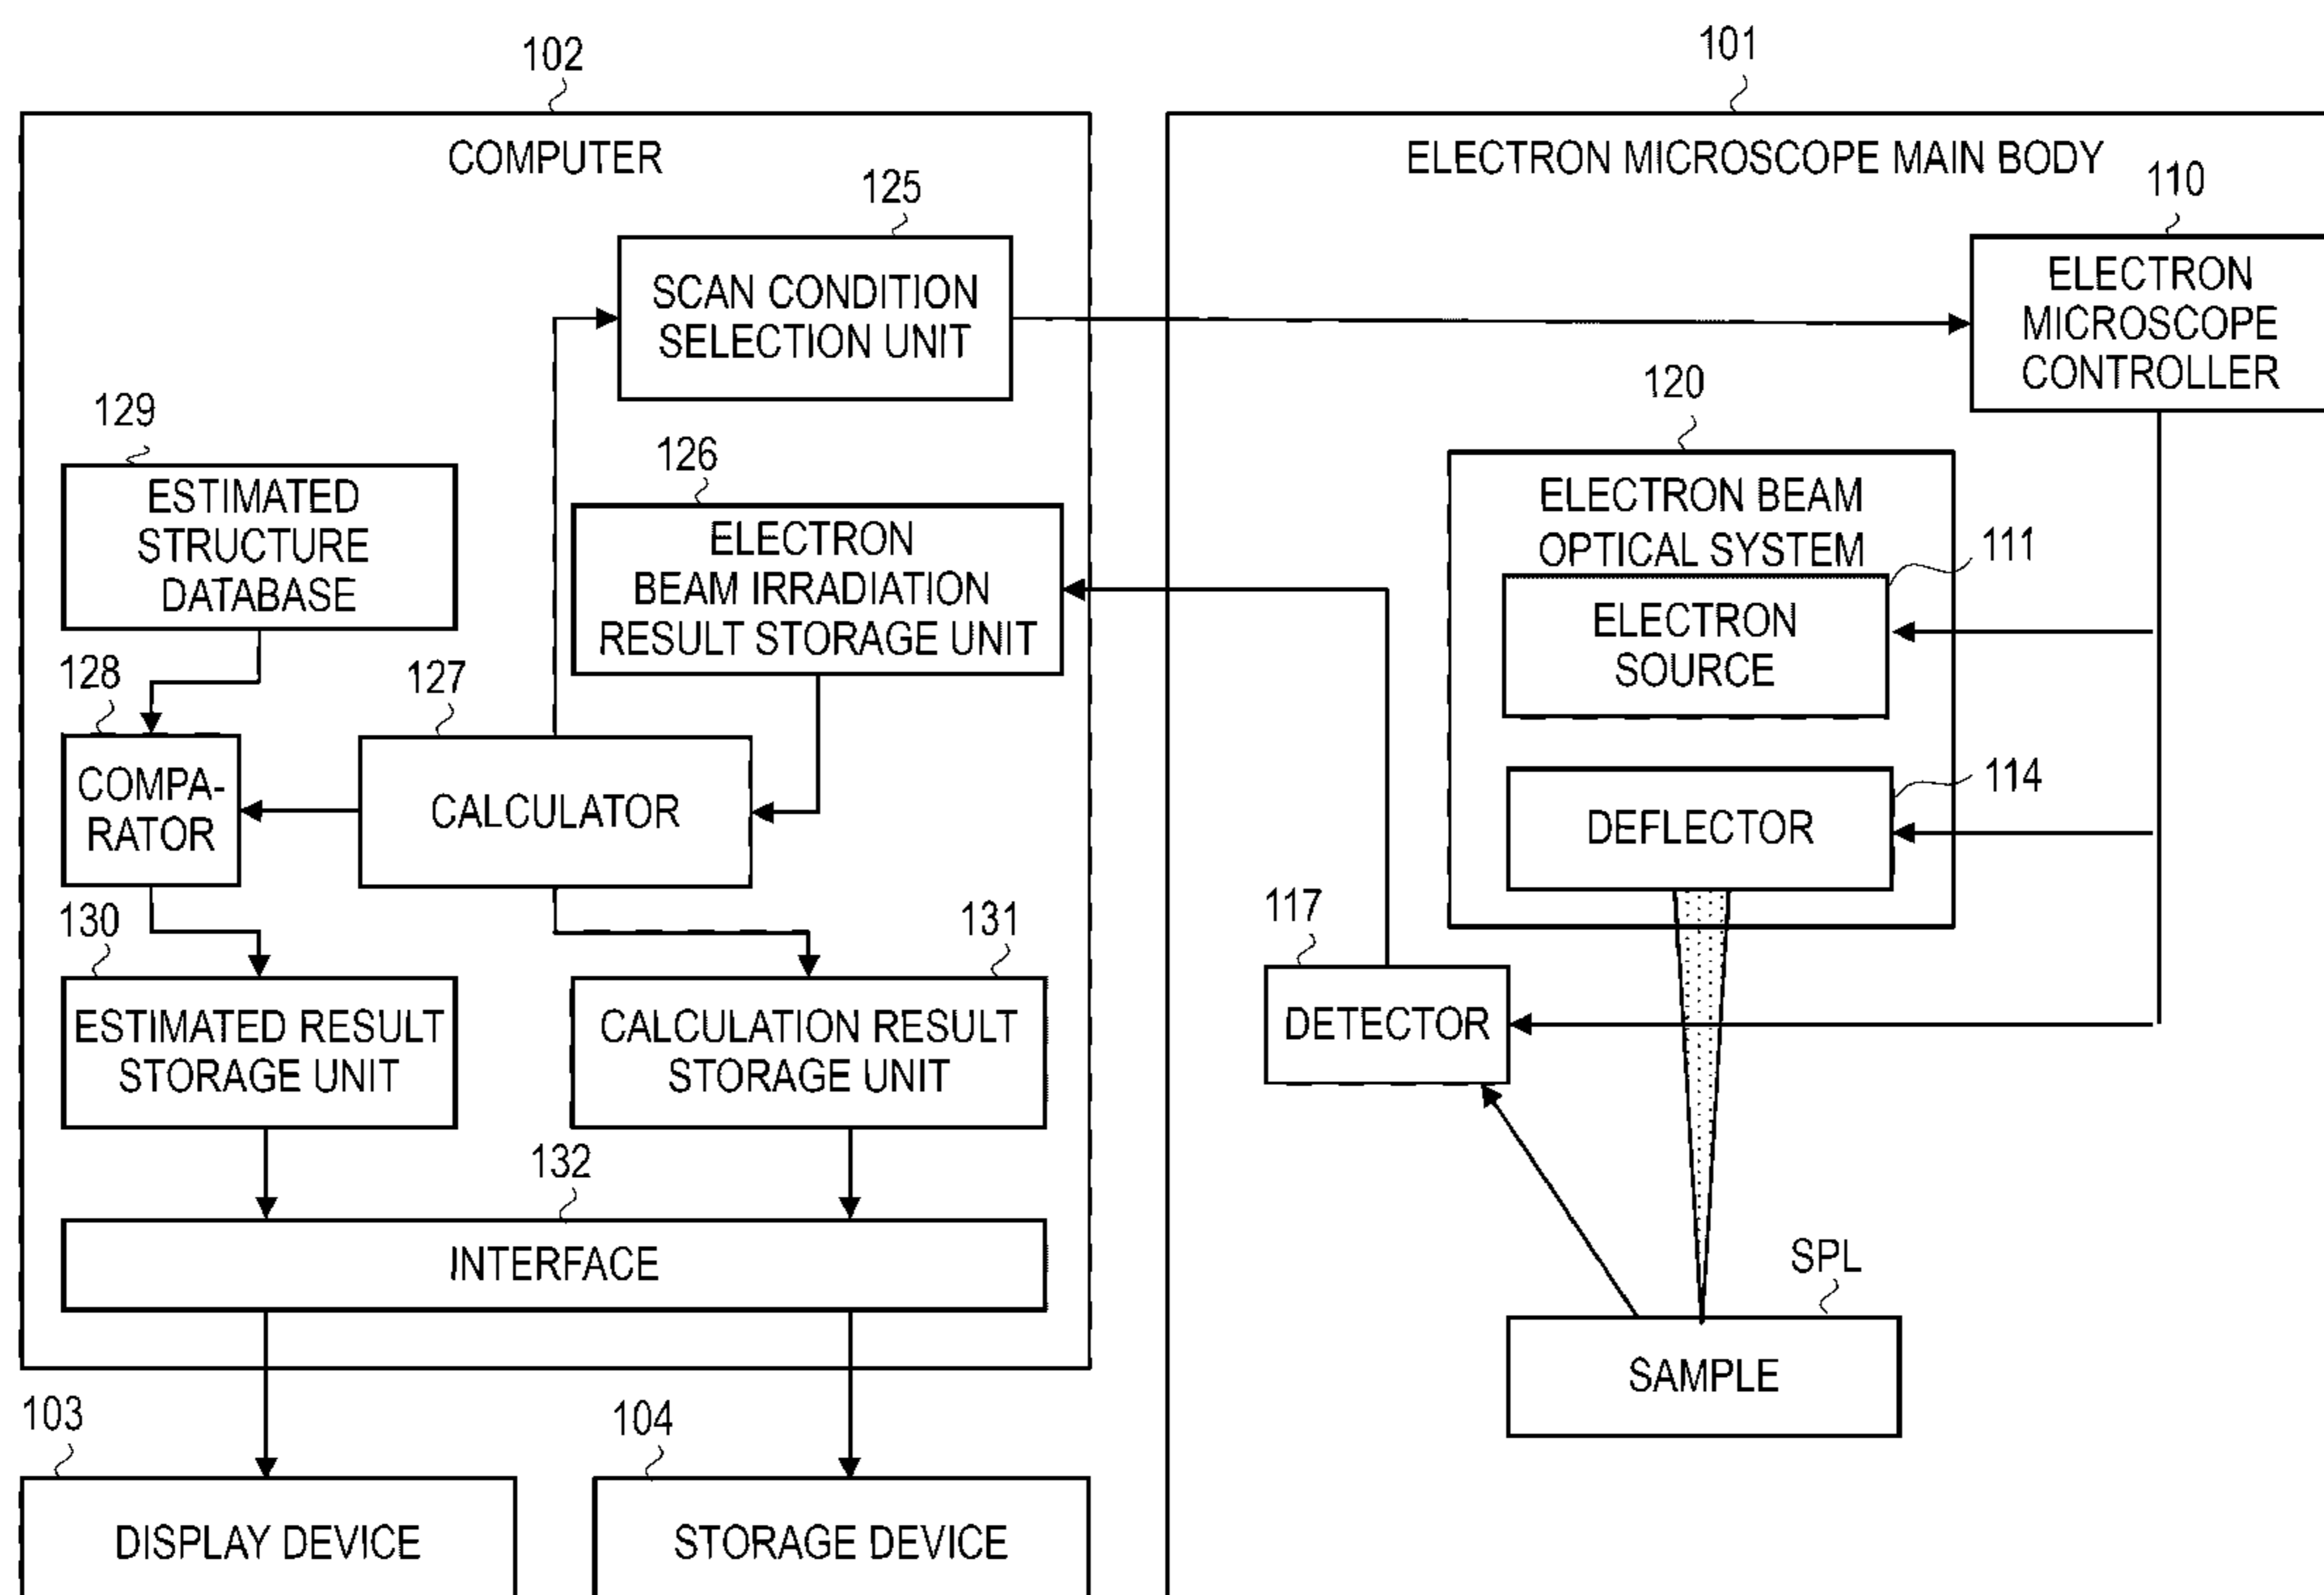 102
101
COMPUTER
ELECTRON MICROSCOPE MAIN BODY
125
110
SCAN CONDITION
SELECTION UNIT
ELECTRON
MICROSCOPE
CONTROLLER
129
120
126
ESTIMATED
STRUCTURE
DATABASE
ELECTRON
BEAM IRRADIATION
RESULT STORAGE UNIT
ELECTRON BEAM
OPTICAL SYSTEM
111
ELECTRON
SOURCE
128
127
COMPA-
RATOR
CALCULATOR
114
DEFLECTOR
130
131
117
ESTIMATED RESULT
STORAGE UNIT
CALCULATION RESULT
STORAGE UNIT
DETECTOR
132
INTERFACE
SPL
SAMPLE
103
104
DISPLAY DEVICE
STORAGE DEVICE